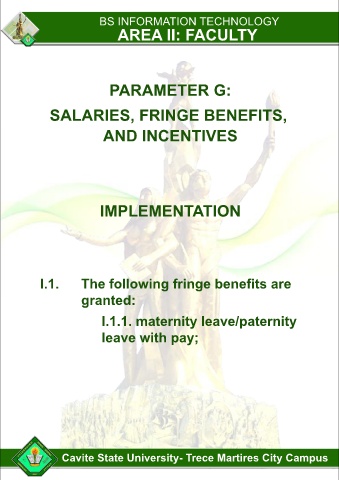 BS INFORMATION TECHNOLOGY
AREA II: FACULTY
PARAMETER G:
SALARIES, FRINGE BENEFITS,
AND INCENTIVES
IMPLEMENTATION
I.1. The following fringe benefits are
granted:
I.1.1. maternity leave/paternity
leave with pay;
Cavite State University- Trece Martires City Campus